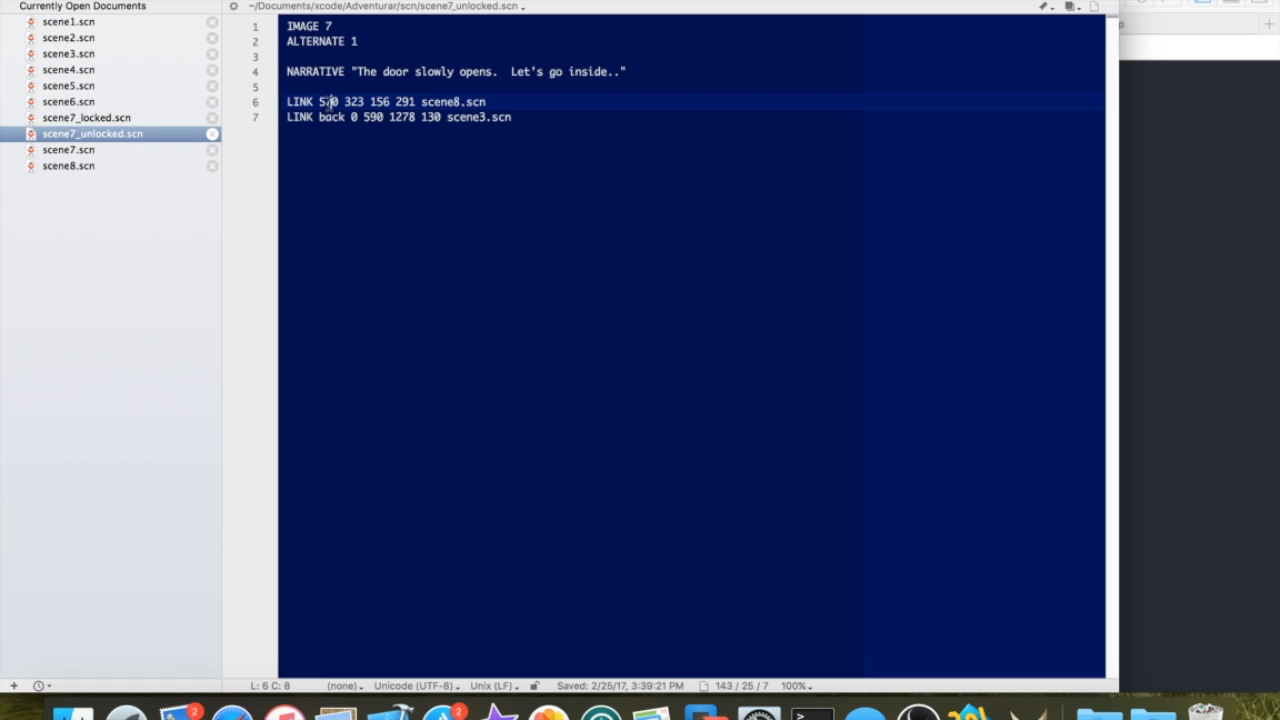 Currently Open Documents
~/Documents/xcode/Adventurar/scn/scene7_unlocked.scn
scene1.scn
scene2.scn
scene3.scn
scene4.scn
scene5.scn
scene6.scn
scene7_locked.scn
scene7_unlocked.scn
scene7.scn
scene8.scn
1 IMAGE 7
2 ALTERNATE 1
3
4 NARRATIVE "The door slowly opens. Let's go inside.."
5
6 LINK 570 323 156 291 scene8.scn
7 LINK back 0 590 1278 130 scene3.scn
L: 6 C: 8 (none) Unicode (UTF-8) Unix (LF) Saved: 2/25/17, 3:39:21 PM 143 / 25 / 7 100%
2
2